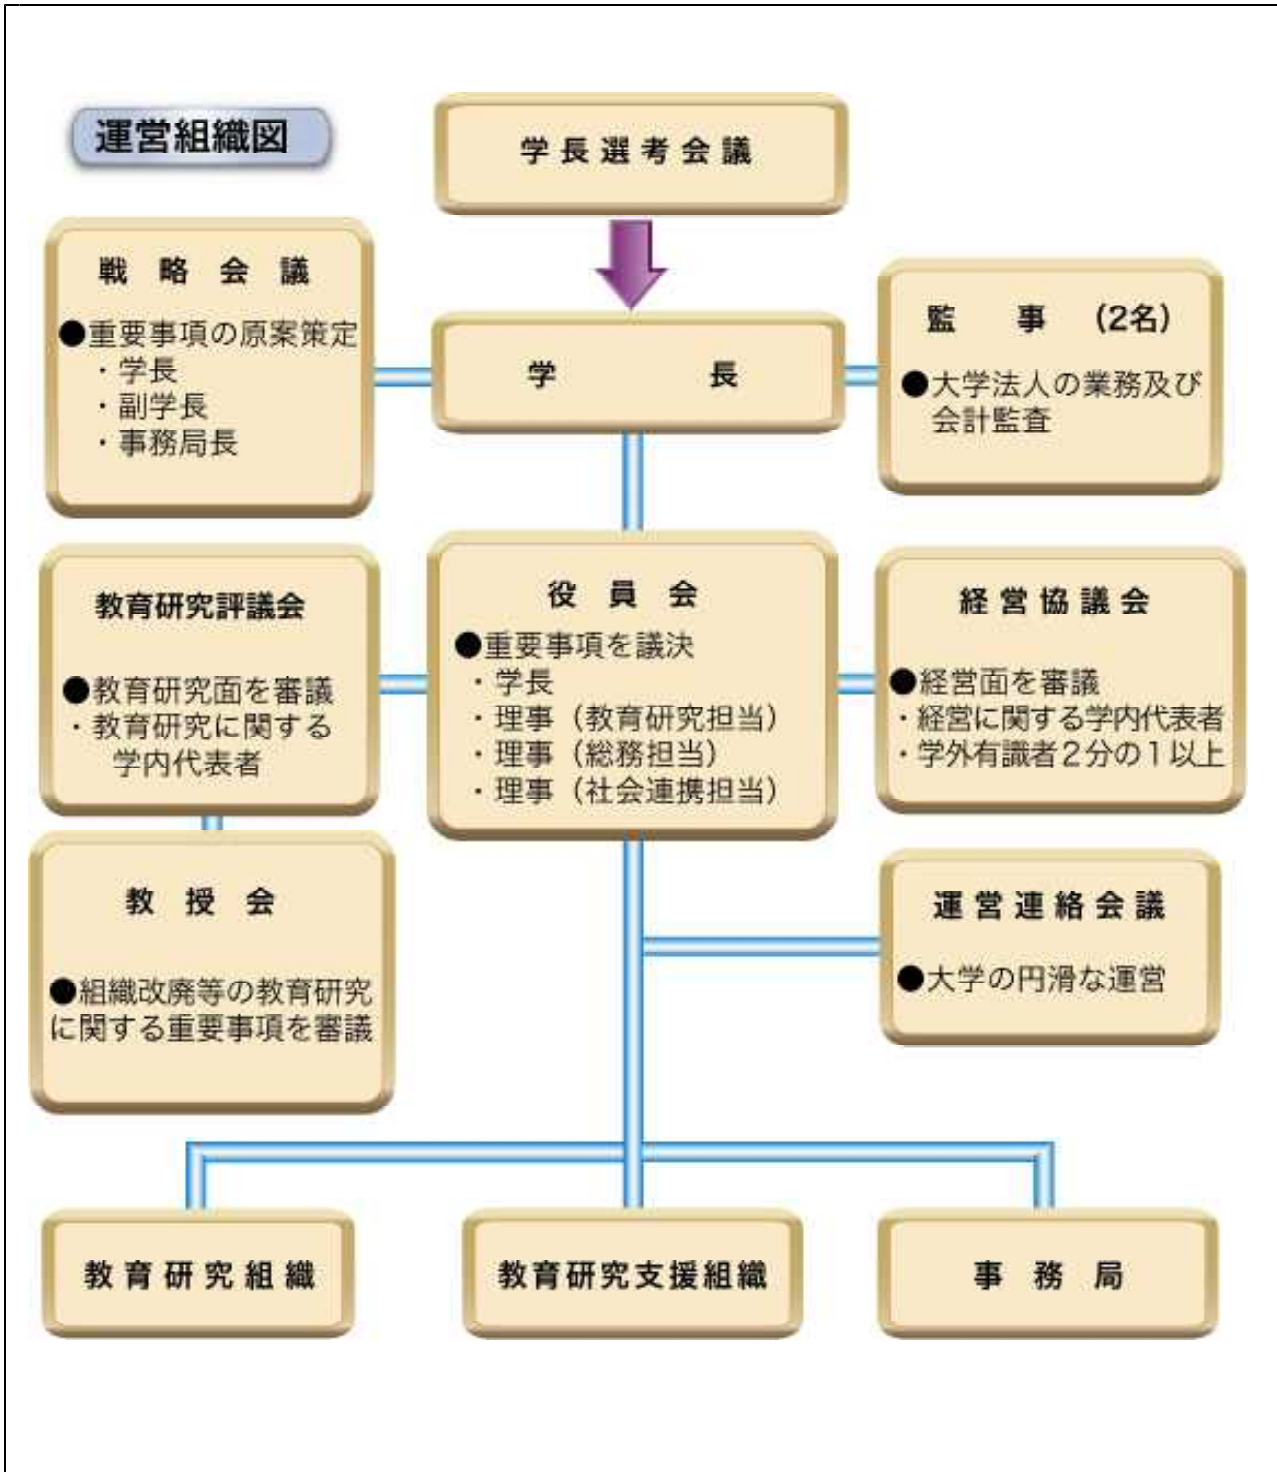 運営組織図
学長選考会議
戦略会議
●重要事項の原案策定
・学長
・副学長
・事務局長
学長
監事（2名）
●大学法人の業務及び
会計監査
教育研究評議会
●教育研究面を審議
・教育研究に関する
学内代表者
役員会
●重要事項を議決
・学長
・理事（教育研究担当）
・理事（総務担当）
・理事（社会連携担当）
経営協議会
●経営面を審議
・経営に関する学内代表者
・学外有識者２分の１以上
教授会
●組織改廃等の教育研究
に関する重要事項を審議
運営連絡会議
●大学の円滑な運営
教育研究組織
教育研究支援組織
事務局